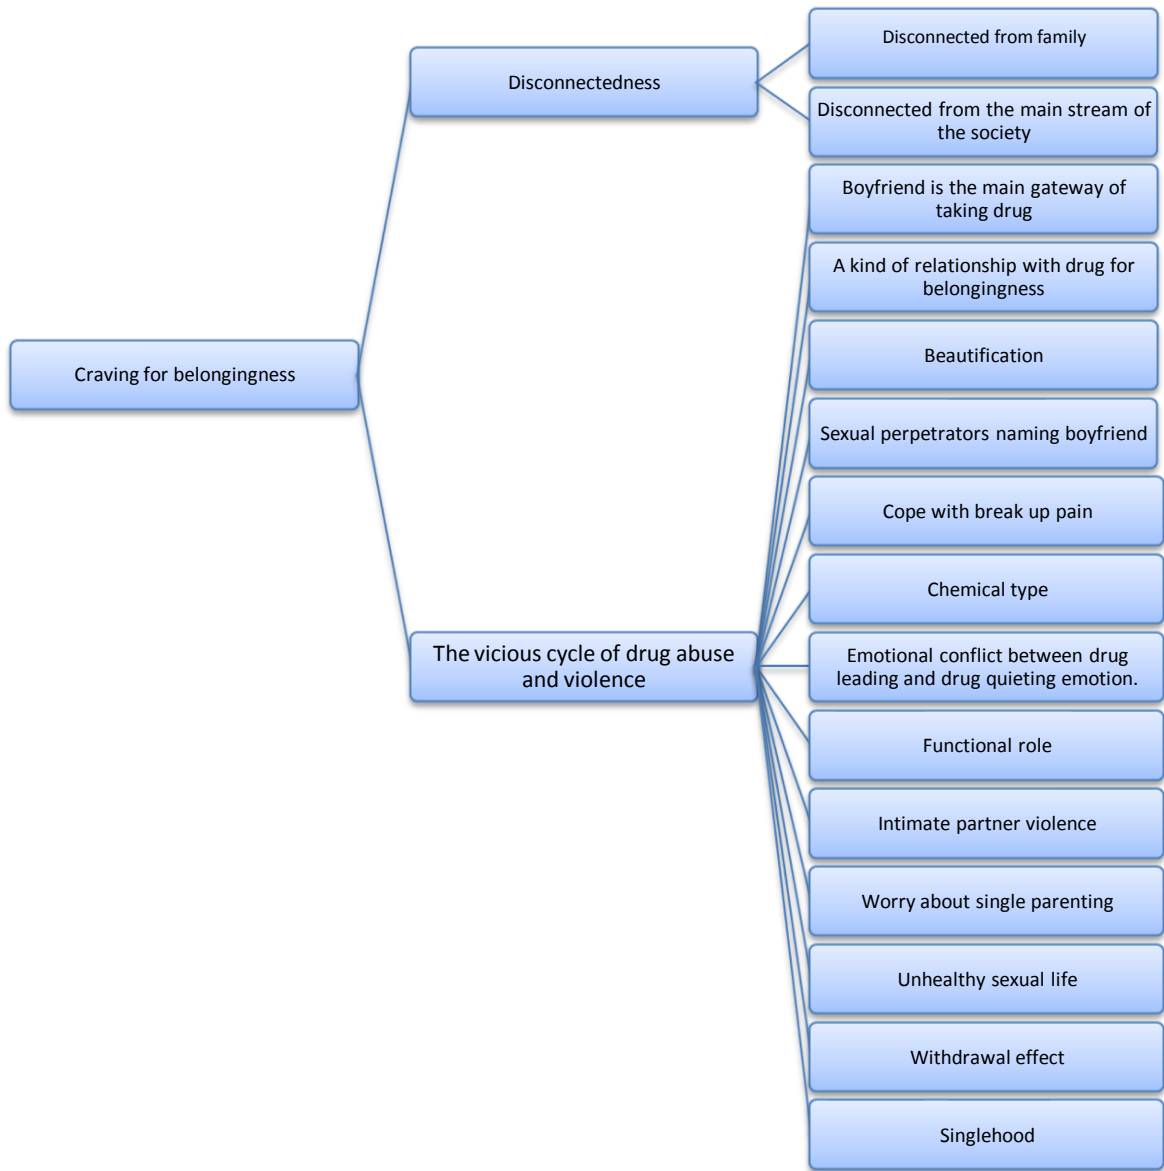 Disconnected from family
Disconnectedness
Disconnected from the main stream of
the society
Boyfriend is the main gateway of
taking drug
A kind of relationship with drug for
belongingness
Craving for belongingness
Beautification
Sexual perpetrators naming boyfriend
Cope with break up pain
Chemical type
The vicious cycle of drug abuse
and violence
Emotional conflict between drug
leading and drug quieting emotion.
Functional role
Intimate partner violence
Worry about single parenting
Unhealthy sexual life
Withdrawal effect
Singlehood